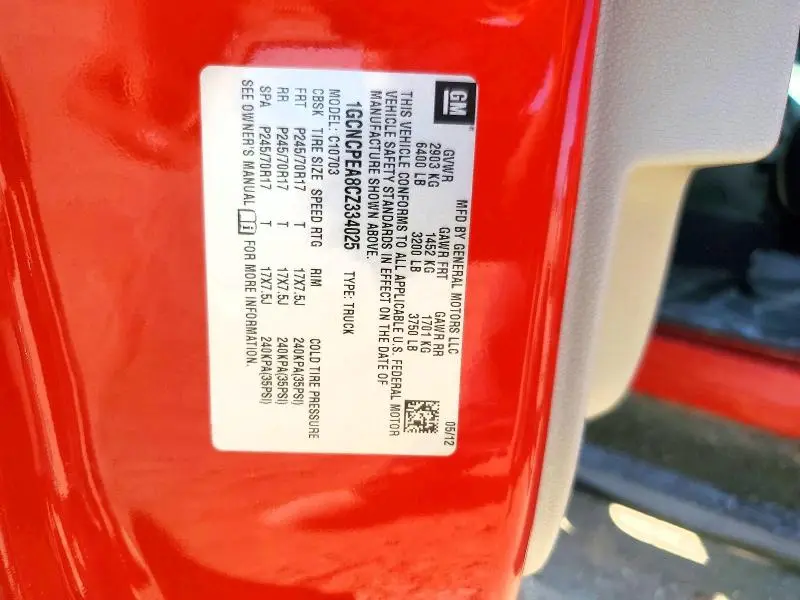 GM
MFD BY GENERAL MOTORS LLC 05/12
GVWR GAWR FRT GAWR RR
2903 KG 1452 KG 1701 KG
6400 LB 3200 LB 3750 LB
THIS VEHICLE CONFORMS TO ALL APPLICABLE U.S. FEDERAL MOTOR
VEHICLE SAFETY STANDARDS IN EFFECT ON THE DATE OF
MANUFACTURE SHOWN ABOVE.
1GCNCPEA8CZ334025 TYPE: TRUCK
MODEL: C10703
CBSK TIRE SIZE SPEED RTG RIM COLD TIRE PRESSURE
FRT P245/70R17 T 17X7.5J 240KPA(35PSI)
RR P245/70R17 T 17X7.5J 240KPA(35PSI)
SPA P245/70R17 T 17X7.5J 240KPA(35PSI)
SEE OWNER'S MANUAL FOR MORE INFORMATION.